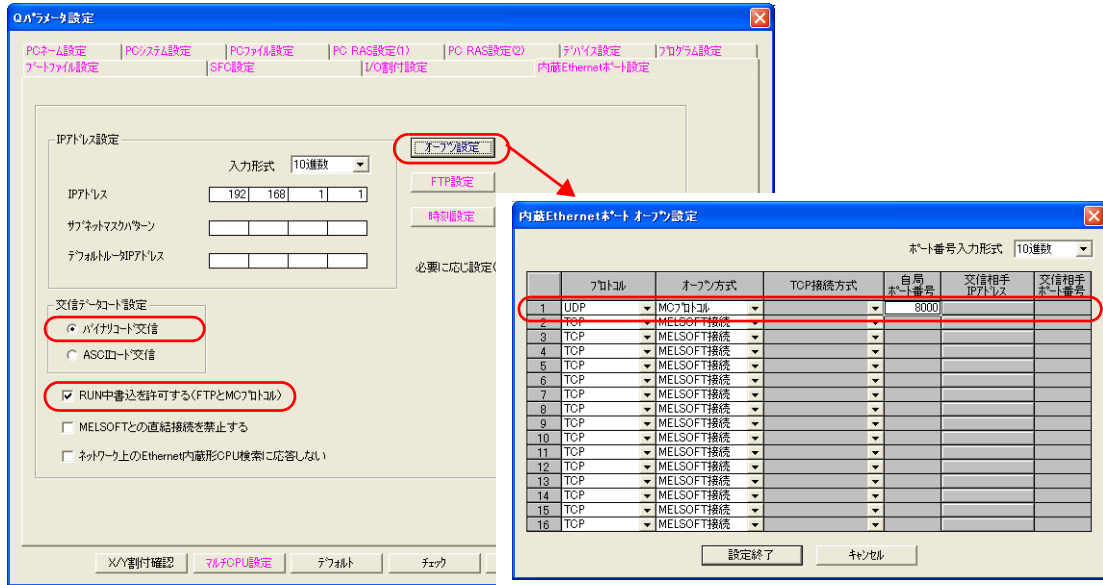 Qパラメータ設定
PCネーム設定 PCシステム設定 PCファイル設定 PC RAS設定(1) PC RAS設定(2) デバイス設定 プログラム設定
ブートファイル設定 SFC設定 I/O割付設定 内蔵Ethernetポート設定
IPアドレス設定
入力形式 10進数
IPアドレス 192 168 1 1
サブネットマスクパターン
デフォルトルータIPアドレス
オープン設定
FTP設定
時刻設定
必要に応じ設定(
交信データコード設定
バイナリコード交信
ASCIIコード交信
RUN中書込を許可する(FTPとMCプロトコル)
MELSOFTとの直結接続を禁止する
ネットワーク上のEthernet内蔵形CPU検索に応答しない
X/Y割付確認 マルチCPU設定 デフォルト チェック
内蔵Ethernetポート オープン設定
ポート番号入力形式 10進数
プロトコル オープン方式 TCP接続方式 自局ポート番号 交信相手IPアドレス 交信相手ポート番号
1 UDP MCプロトコル 8000
2 TCP MELSOFT接続
3 TCP MELSOFT接続
4 TCP MELSOFT接続
5 TCP MELSOFT接続
6 TCP MELSOFT接続
7 TCP MELSOFT接続
8 TCP MELSOFT接続
9 TCP MELSOFT接続
10 TCP MELSOFT接続
11 TCP MELSOFT接続
12 TCP MELSOFT接続
13 TCP MELSOFT接続
14 TCP MELSOFT接続
15 TCP MELSOFT接続
16 TCP MELSOFT接続
設定終了 キャンセル